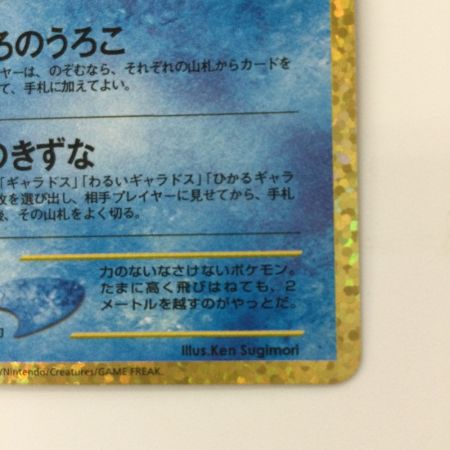 ろのうろこ
ヤーは、のぞむなら、それぞれの山札からカードを
て、手札に加えてよい。
のきずな
「ギャラドス」「わるいギャラドス」「ひかるギャラ
枚を選び出し、相手プレイヤーに見せてから、手札
後、その山札をよく切る。
力のないなさけないポケモン。
たまに高く飛びはねても、2
メートルを越すのがやっとだ。
Illus.Ken Sugimori
/Nintendo/Creatures/GAME FREAK.